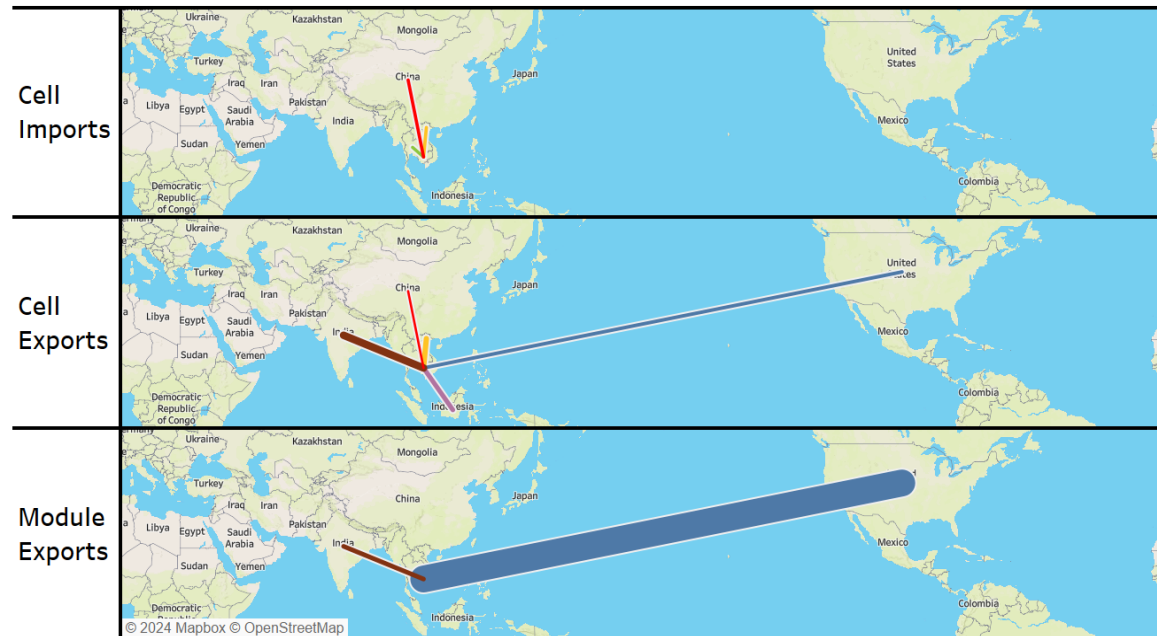 Cell
Imports
Ukraine
Kazakhstan
Mongolia
Turkey
China
Japan
Iraq
Iran
Libya
Egypt
Saudi
Arabia
Pakistan
India
Sudan
Yemen
Democratic
Republic
of Congo
Indonesia
United
States
Mexico
Colombia
Cell
Exports
Ukraine
Kazakhstan
Mongolia
Turkey
China
Japan
Iraq
Iran
Libya
Egypt
Saudi
Arabia
Pakistan
India
Sudan
Yemen
Democratic
Republic
of Congo
Indonesia
United
States
Mexico
Colombia
Module
Exports
Ukraine
Kazakhstan
Mongolia
Turkey
China
Japan
Iraq
Iran
Libya
Egypt
Saudi
Arabia
Pakistan
India
Sudan
Yemen
Democratic
Indonesia
Mexico
Colombia
© 2024 Mapbox © OpenStreetMap